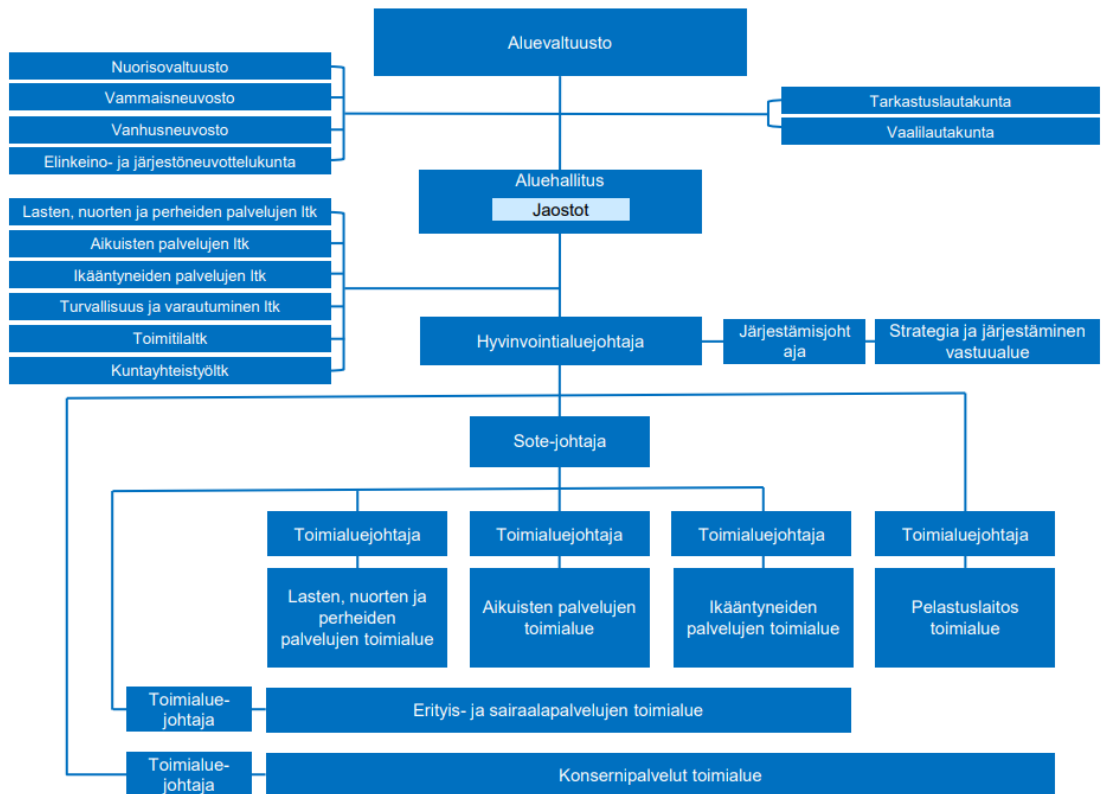 Aluevaltuusto
Nuorisovaltuusto
Vammaisneuvosto
Vanhusneuvosto
Elinkeino- ja järjestöneuvottelukunta
Tarkastuslautakunta
Vaalilautakunta
Aluehallitus
Jaostot
Lasten, nuorten ja perheiden palvelujen ltk
Aikuisten palvelujen ltk
Ikääntyneiden palvelujen ltk
Turvallisuus ja varautuminen ltk
Toimitilaltk
Kuntayhteistyöltk
Hyvinvointialuejohtaja
Järjestämisjoht
aja
Strategia ja järjestäminen
vastuualue
Sote-johtaja
Toimialuejohtaja
Toimialuejohtaja
Toimialuejohtaja
Toimialuejohtaja
Lasten, nuorten ja
perheiden
palvelujen toimialue
Aikuisten palvelujen
toimialue
Ikääntyneiden
palvelujen toimialue
Pelastuslaitos
toimialue
Toimialue-
johtaja
Erityis- ja sairaalapalvelujen toimialue
Toimialue-
johtaja
Konsernipalvelut toimialue